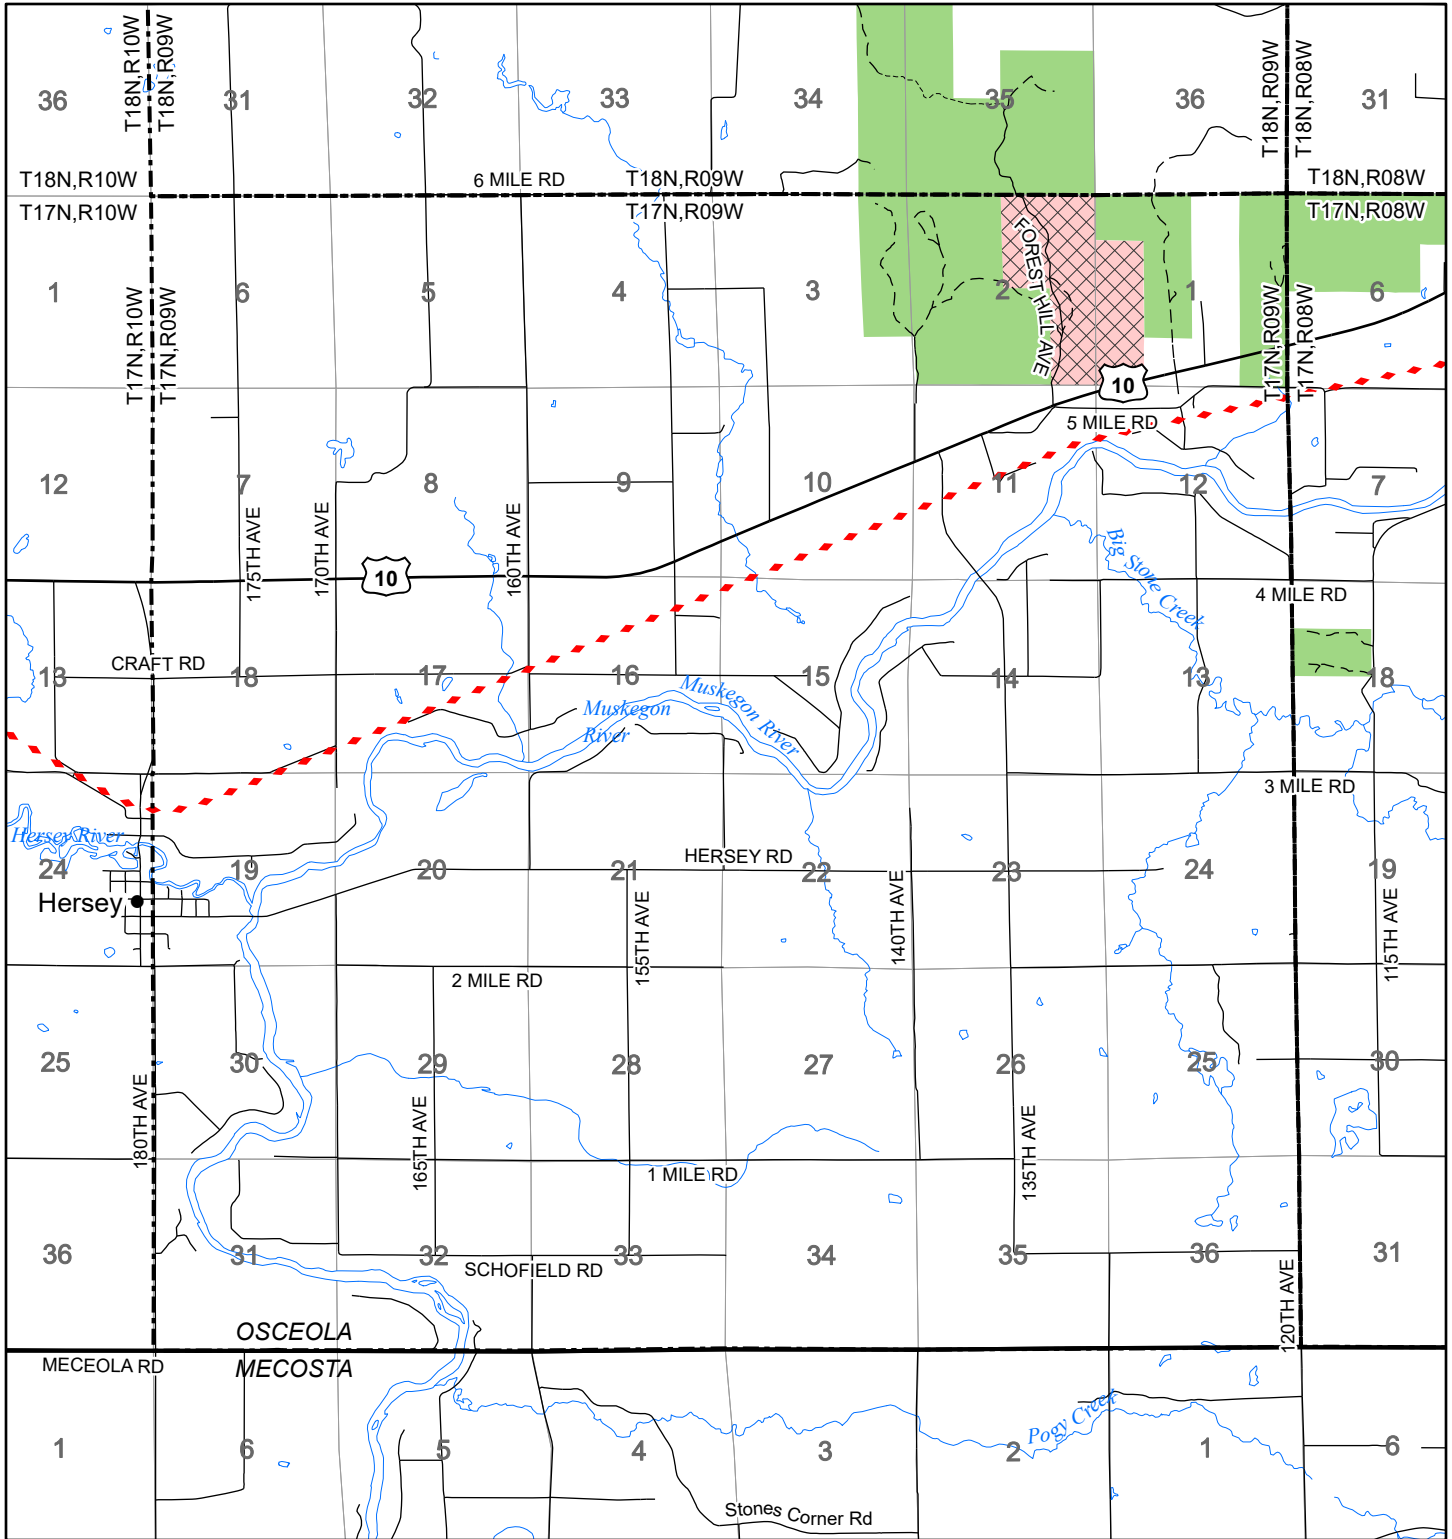 T18N,R10W
T18N,R09W
T18N,R09W
T18N,R08W
36
31
32
33
34
35
36
31
T18N,R10W
6 MILE RD
T18N,R09W
T18N,R08W
T17N,R10W
T17N,R09W
T17N,R08W
FOREST HILL AVE
1
6
5
4
3
2
1
6
T17N,R10W
T17N,R09W
T17N,R09W
T17N,R08W
10
5 MILE RD
12
7
8
9
10
11
12
7
175TH AVE
170TH AVE
160TH AVE
10
Big Stone Creek
4 MILE RD
CRAFT RD
13
18
17
16
15
14
13
18
Muskegon
River
Muskegon River
3 MILE RD
Hersey River
HERSEY RD
24
19
20
21
22
23
24
19
Hersey
155TH AVE
140TH AVE
115TH AVE
2 MILE RD
25
30
29
28
27
26
25
30
180TH AVE
165TH AVE
135TH AVE
1 MILE RD
36
31
32
33
34
35
36
31
SCHOFIELD RD
120TH AVE
OSCEOLA
MECEOLA RD
MECOSTA
Pogy Creek
1
6
5
4
3
2
1
6
Stones Corner Rd